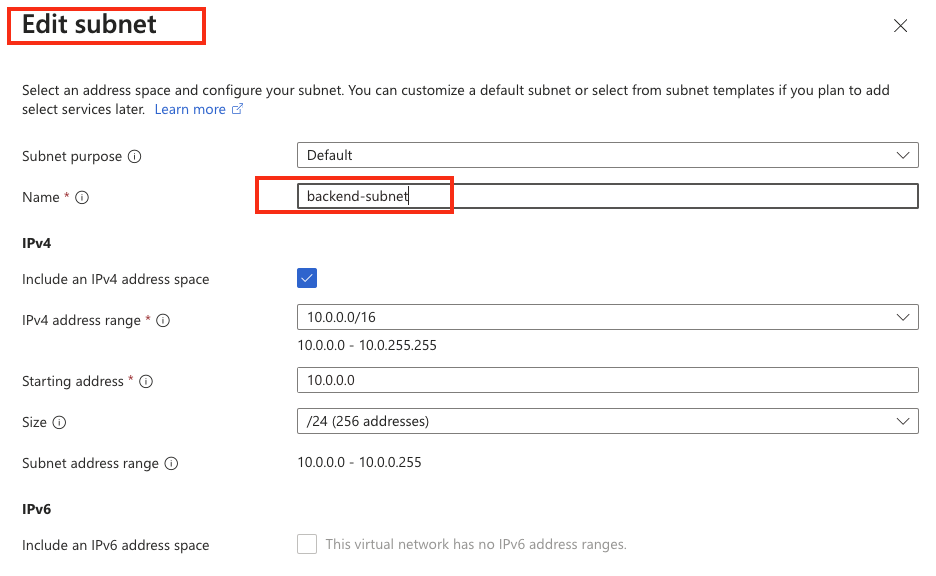 Edit subnet
Select an address space and configure your subnet. You can customize a default subnet or select from subnet templates if you plan to add
select services later. Learn more
Subnet purpose Default
Name * backend-subnet
IPv4
Include an IPv4 address space
IPv4 address range * 10.0.0.0/16
10.0.0.0 - 10.0.255.255
Starting address * 10.0.0.0
Size /24 (256 addresses)
Subnet address range 10.0.0.0 - 10.0.0.255
IPv6
Include an IPv6 address space This virtual network has no IPv6 address ranges.